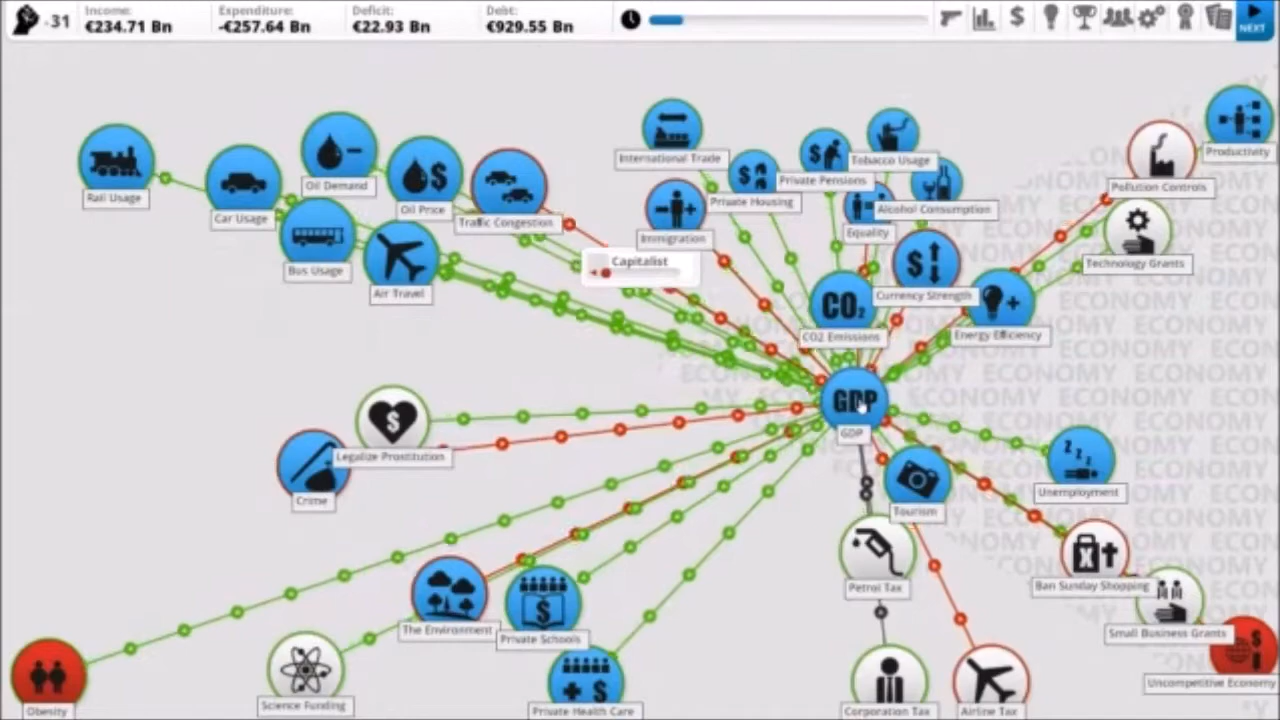 31
Income:
€234.71 Bn
Expenditure:
-€257.64 Bn
Deficit:
€22.93 Bn
Debt:
€929.55 Bn
NEXT
Rail Usage
Car Usage
Oil Demand
$
Oil Price
Traffic Congestion
Bus Usage
Air Travel
International Trade
Immigration
$
Private Housing
$
Private Pensions
Tobacco Usage
Equality
Alcohol Consumption
Capitalist
CO2
CO2 Emissions
$
Currency Strength
Energy Efficiency
Pollution Controls
Technology Grants
Productivity
ECONOMY ECONOMY ECONOMY
GDP
GDP
$
Legalize Prostitution
Crime
Tourism
Z Z Z
Unemployment
Petrol Tax
Ban Sunday Shopping
Small Business Grants
$
Uncompetitive Economy
The Environment
$
Private Schools
$
Private Health Care
Science Funding
Obesity
Corporation Tax
Airline Tax